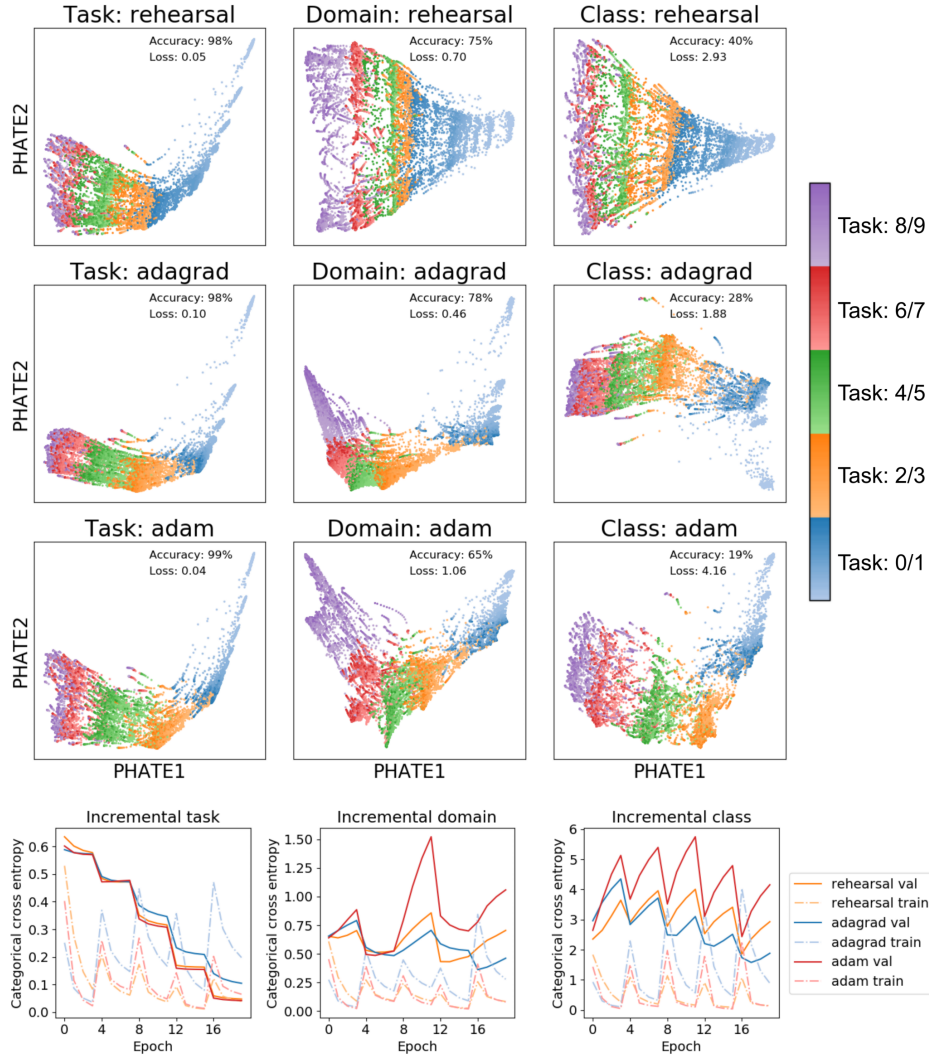 Task: rehearsal
Domain: rehearsal
Class: rehearsal
Accuracy: 98%
Loss: 0.05
Accuracy: 75%
Loss: 0.70
Accuracy: 40%
Loss: 2.93
PHATE2
Task: adagrad
Domain: adagrad
Class: adagrad
Accuracy: 98%
Loss: 0.10
Accuracy: 78%
Loss: 0.46
Accuracy: 28%
Loss: 1.88
PHATE2
Task: adam
Domain: adam
Class: adam
Accuracy: 99%
Loss: 0.04
Accuracy: 65%
Loss: 1.06
Accuracy: 19%
Loss: 4.16
PHATE2
PHATE1
PHATE1
PHATE1
Task: 8/9
Task: 6/7
Task: 4/5
Task: 2/3
Task: 0/1
Incremental task
Categorical cross entropy
0.6
0.5
0.4
0.3
0.2
0.1
0.0
0
4
8
12
16
Epoch
Incremental domain
Categorical cross entropy
1.50
1.25
1.00
0.75
0.50
0.25
0.00
0
4
8
12
16
Epoch
Incremental class
Categorical cross entropy
6
5
4
3
2
1
0
0
4
8
12
16
Epoch
rehearsal val
rehearsal train
adagrad val
adagrad train
adam val
adam train